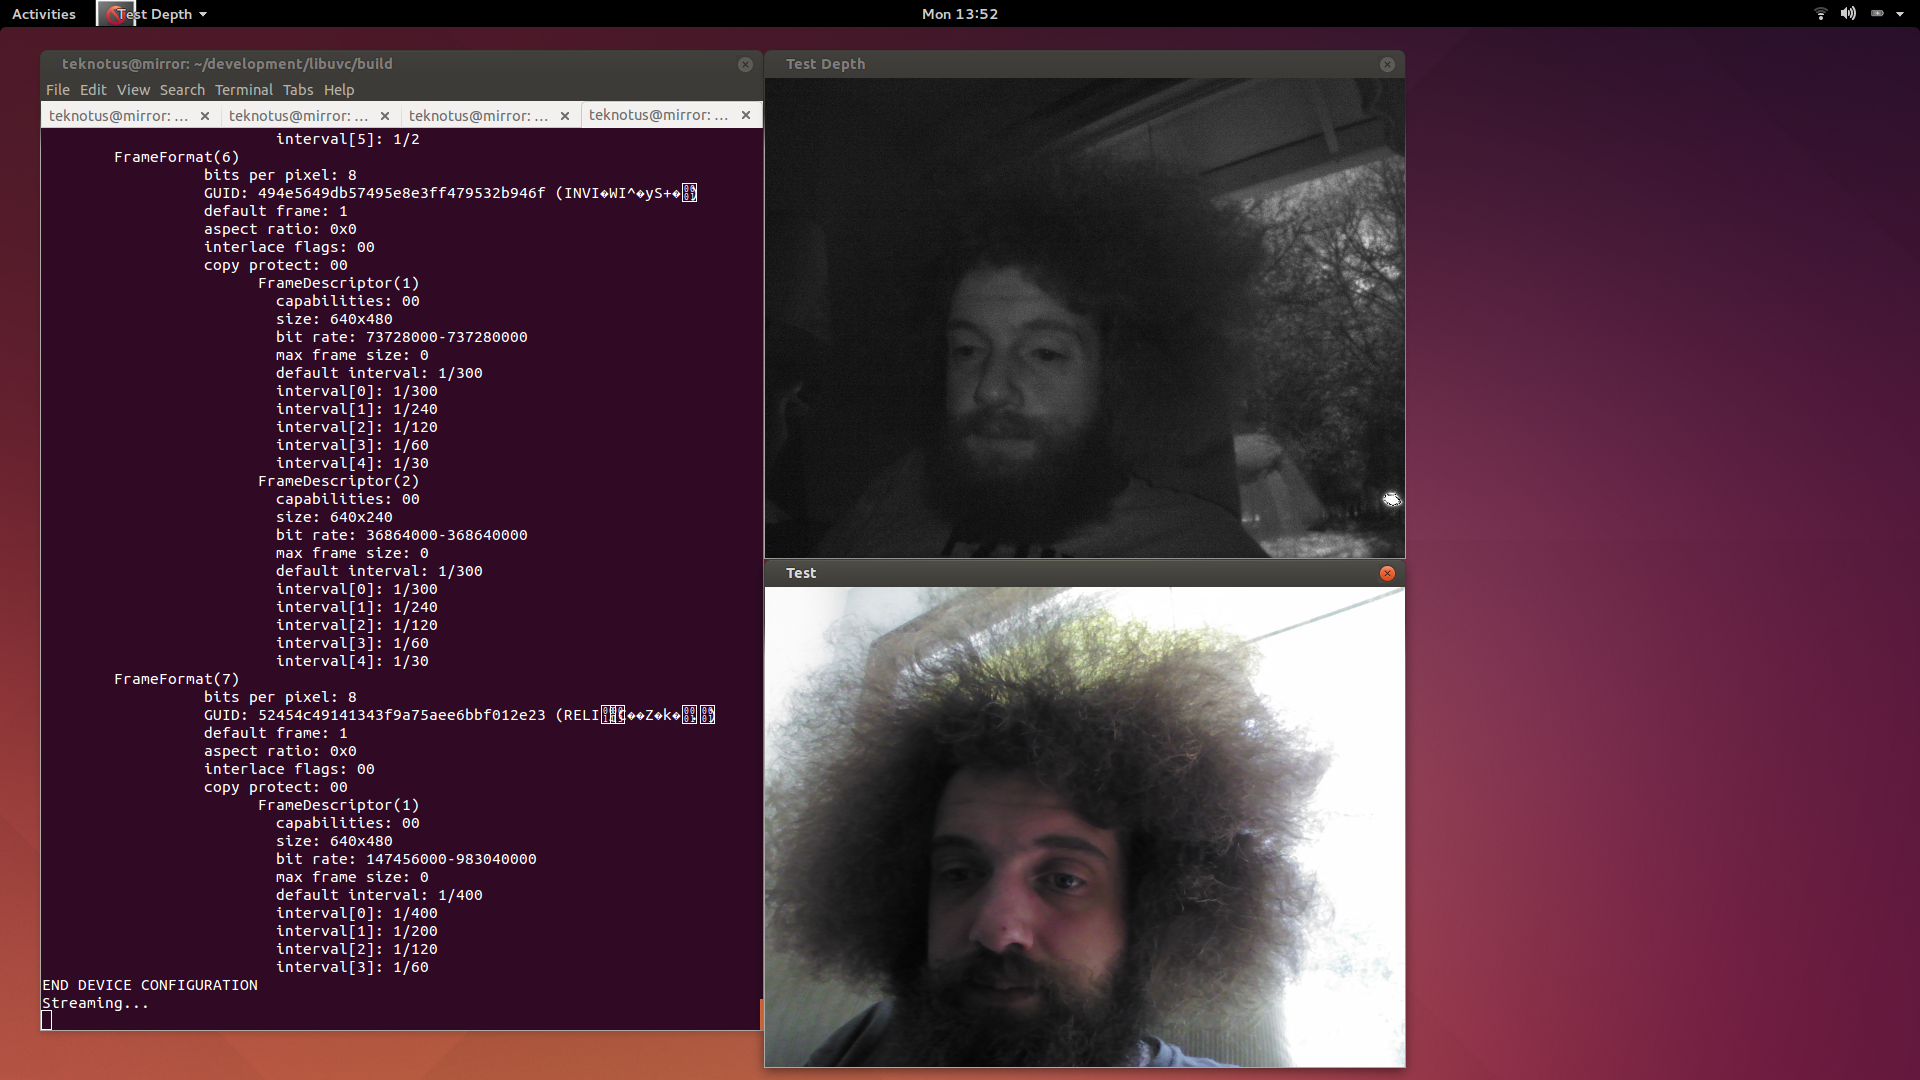 Activities
Test Depth
Mon 13:52
teknotus@mirror: ~/development/libuvc/build
File Edit View Search Terminal Tabs Help
teknotus@mirror: ... teknotus@mirror: ... teknotus@mirror: ... teknotus@mirror: ...
interval[5]: 1/2
FrameFormat(6)
bits per pixel: 8
GUID: 494e5649db57495e8e3ff479532b946f (INVI�WI^�yS+�
default frame: 1
aspect ratio: 0x0
interlace flags: 00
copy protect: 00
FrameDescriptor(1)
capabilities: 00
size: 640x480
bit rate: 73728000-737280000
max frame size: 0
default interval: 1/300
interval[0]: 1/300
interval[1]: 1/240
interval[2]: 1/120
interval[3]: 1/60
interval[4]: 1/30
FrameDescriptor(2)
capabilities: 00
size: 640x240
bit rate: 36864000-368640000
max frame size: 0
default interval: 1/300
interval[0]: 1/300
interval[1]: 1/240
interval[2]: 1/120
interval[3]: 1/60
interval[4]: 1/30
FrameFormat(7)
bits per pixel: 8
GUID: 52454c49141343f9a75aee6bbf012e23 (RELI
default frame: 1
aspect ratio: 0x0
interlace flags: 00
copy protect: 00
FrameDescriptor(1)
capabilities: 00
size: 640x480
bit rate: 147456000-983040000
max frame size: 0
default interval: 1/400
interval[0]: 1/400
interval[1]: 1/200
interval[2]: 1/120
interval[3]: 1/60
END DEVICE CONFIGURATION
Streaming...
Test Depth
Test